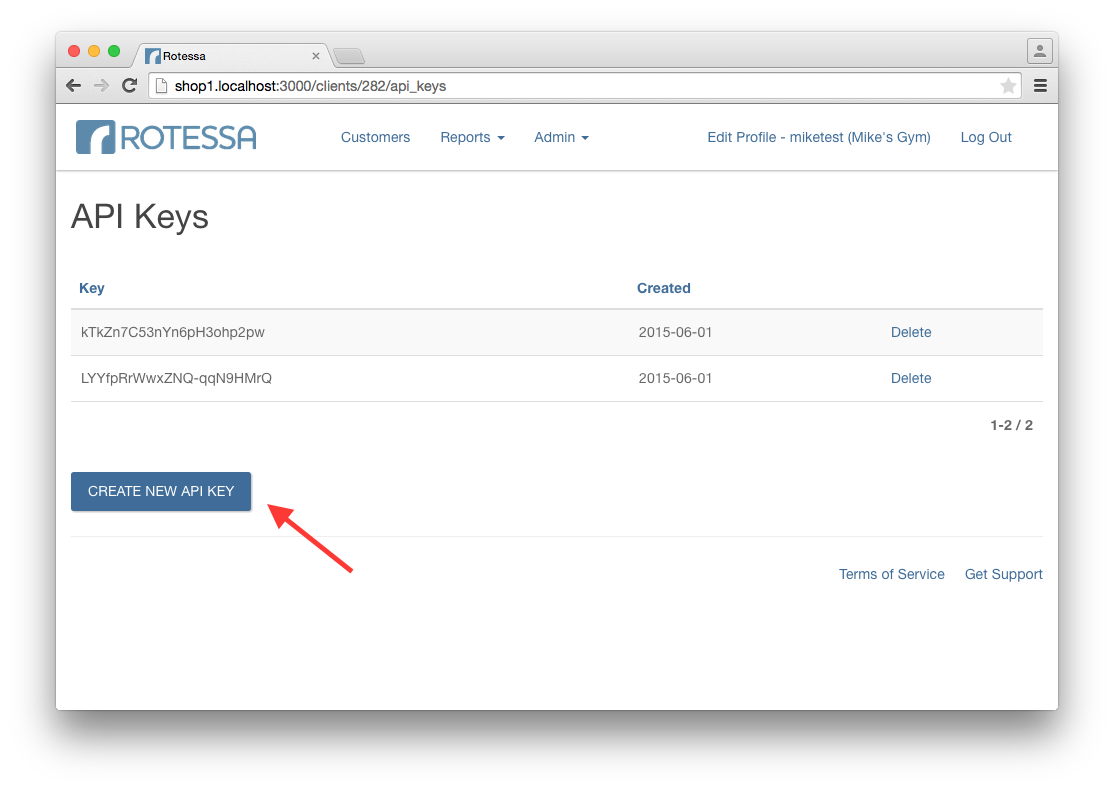 Rotessa
shop1.localhost:3000/clients/282/api_keys
ROTESSA Customers Reports Admin Edit Profile - miketest (Mike's Gym) Log Out
API Keys
Key Created
kTkZn7C53nYn6pH3ohp2pw 2015-06-01 Delete
LYYfpRrWwxZNQ-qqN9HMrQ 2015-06-01 Delete
1-2 / 2
CREATE NEW API KEY
Terms of Service Get Support